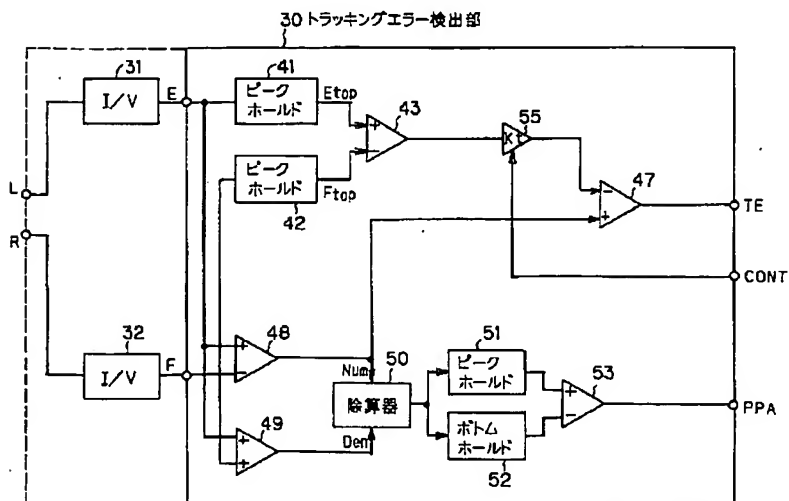 30 トラッキングエラー検出部
31
I/V
E
41
ピーク
ホールド
Etop
43
55
Kt
ピーク
ホールド
Ftop
42
47
TE
L
R
CONT
32
I/V
F
48
Num
50
除算器
51
ピーク
ホールド
53
PPA
49
Den
ボトム
ホールド
52